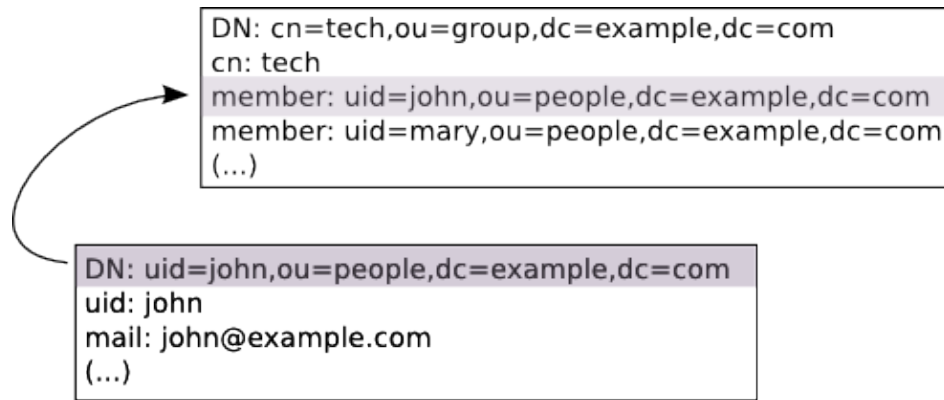 DN: cn=tech,ou=group,dc=example,dc=com
cn: tech
member: uid=john,ou=people,dc=example,dc=com
member: uid=mary,ou=people,dc=example,dc=com
(...)
DN: uid=john,ou=people,dc=example,dc=com
uid: john
mail: john@example.com
(...)